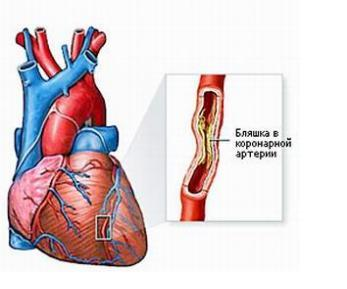 Бляшка в
коронарной
артерии